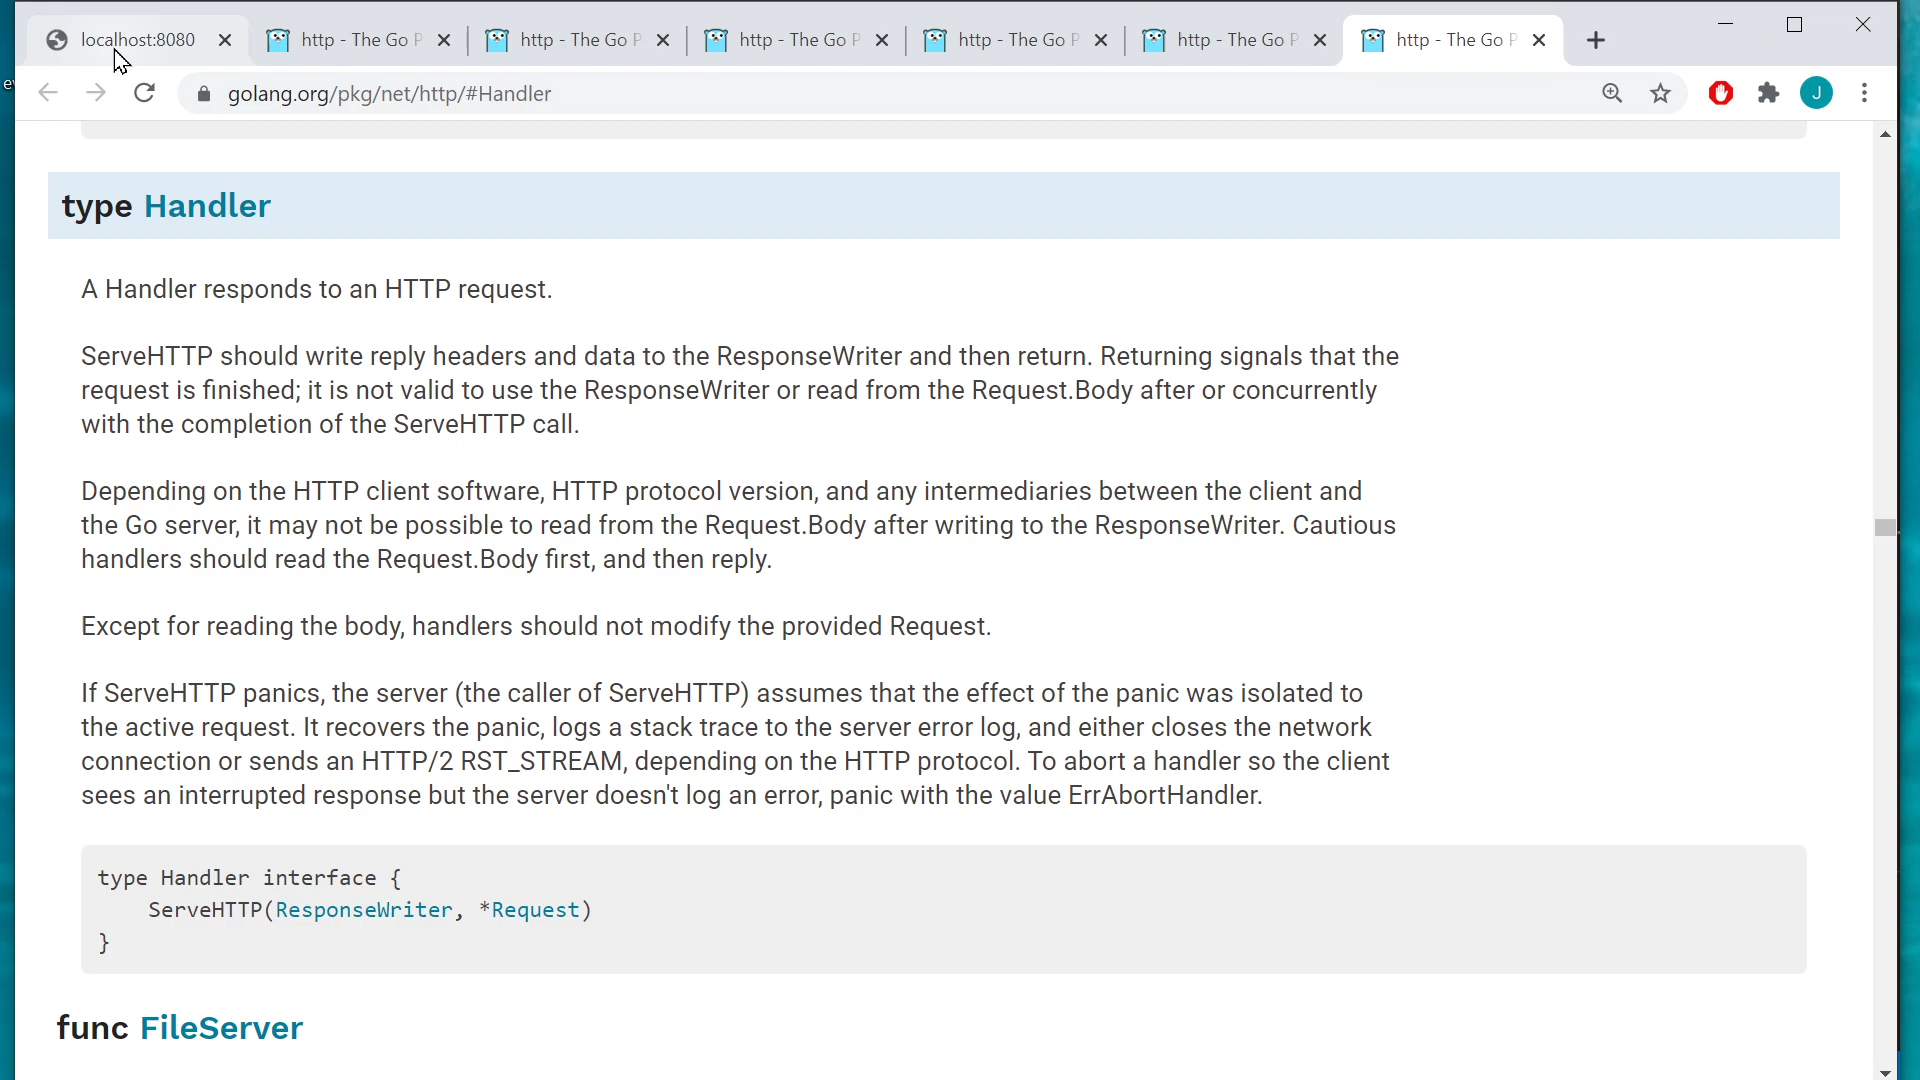 localhost:8080
http - The Go P
http - The Go P
http - The Go P
http - The Go P
http - The Go P
http - The Go P
golang.org/pkg/net/http/#Handler
J
type Handler
A Handler responds to an HTTP request.
ServeHTTP should write reply headers and data to the ResponseWriter and then return. Returning signals that the
request is finished; it is not valid to use the ResponseWriter or read from the Request.Body after or concurrently
with the completion of the ServeHTTP call.
Depending on the HTTP client software, HTTP protocol version, and any intermediaries between the client and
the Go server, it may not be possible to read from the Request.Body after writing to the ResponseWriter. Cautious
handlers should read the Request.Body first, and then reply.
Except for reading the body, handlers should not modify the provided Request.
If ServeHTTP panics, the server (the caller of ServeHTTP) assumes that the effect of the panic was isolated to
the active request. It recovers the panic, logs a stack trace to the server error log, and either closes the network
connection or sends an HTTP/2 RST_STREAM, depending on the HTTP protocol. To abort a handler so the client
sees an interrupted response but the server doesn't log an error, panic with the value ErrAbortHandler.
type Handler interface {
ServeHTTP(ResponseWriter, *Request)
}
func FileServer